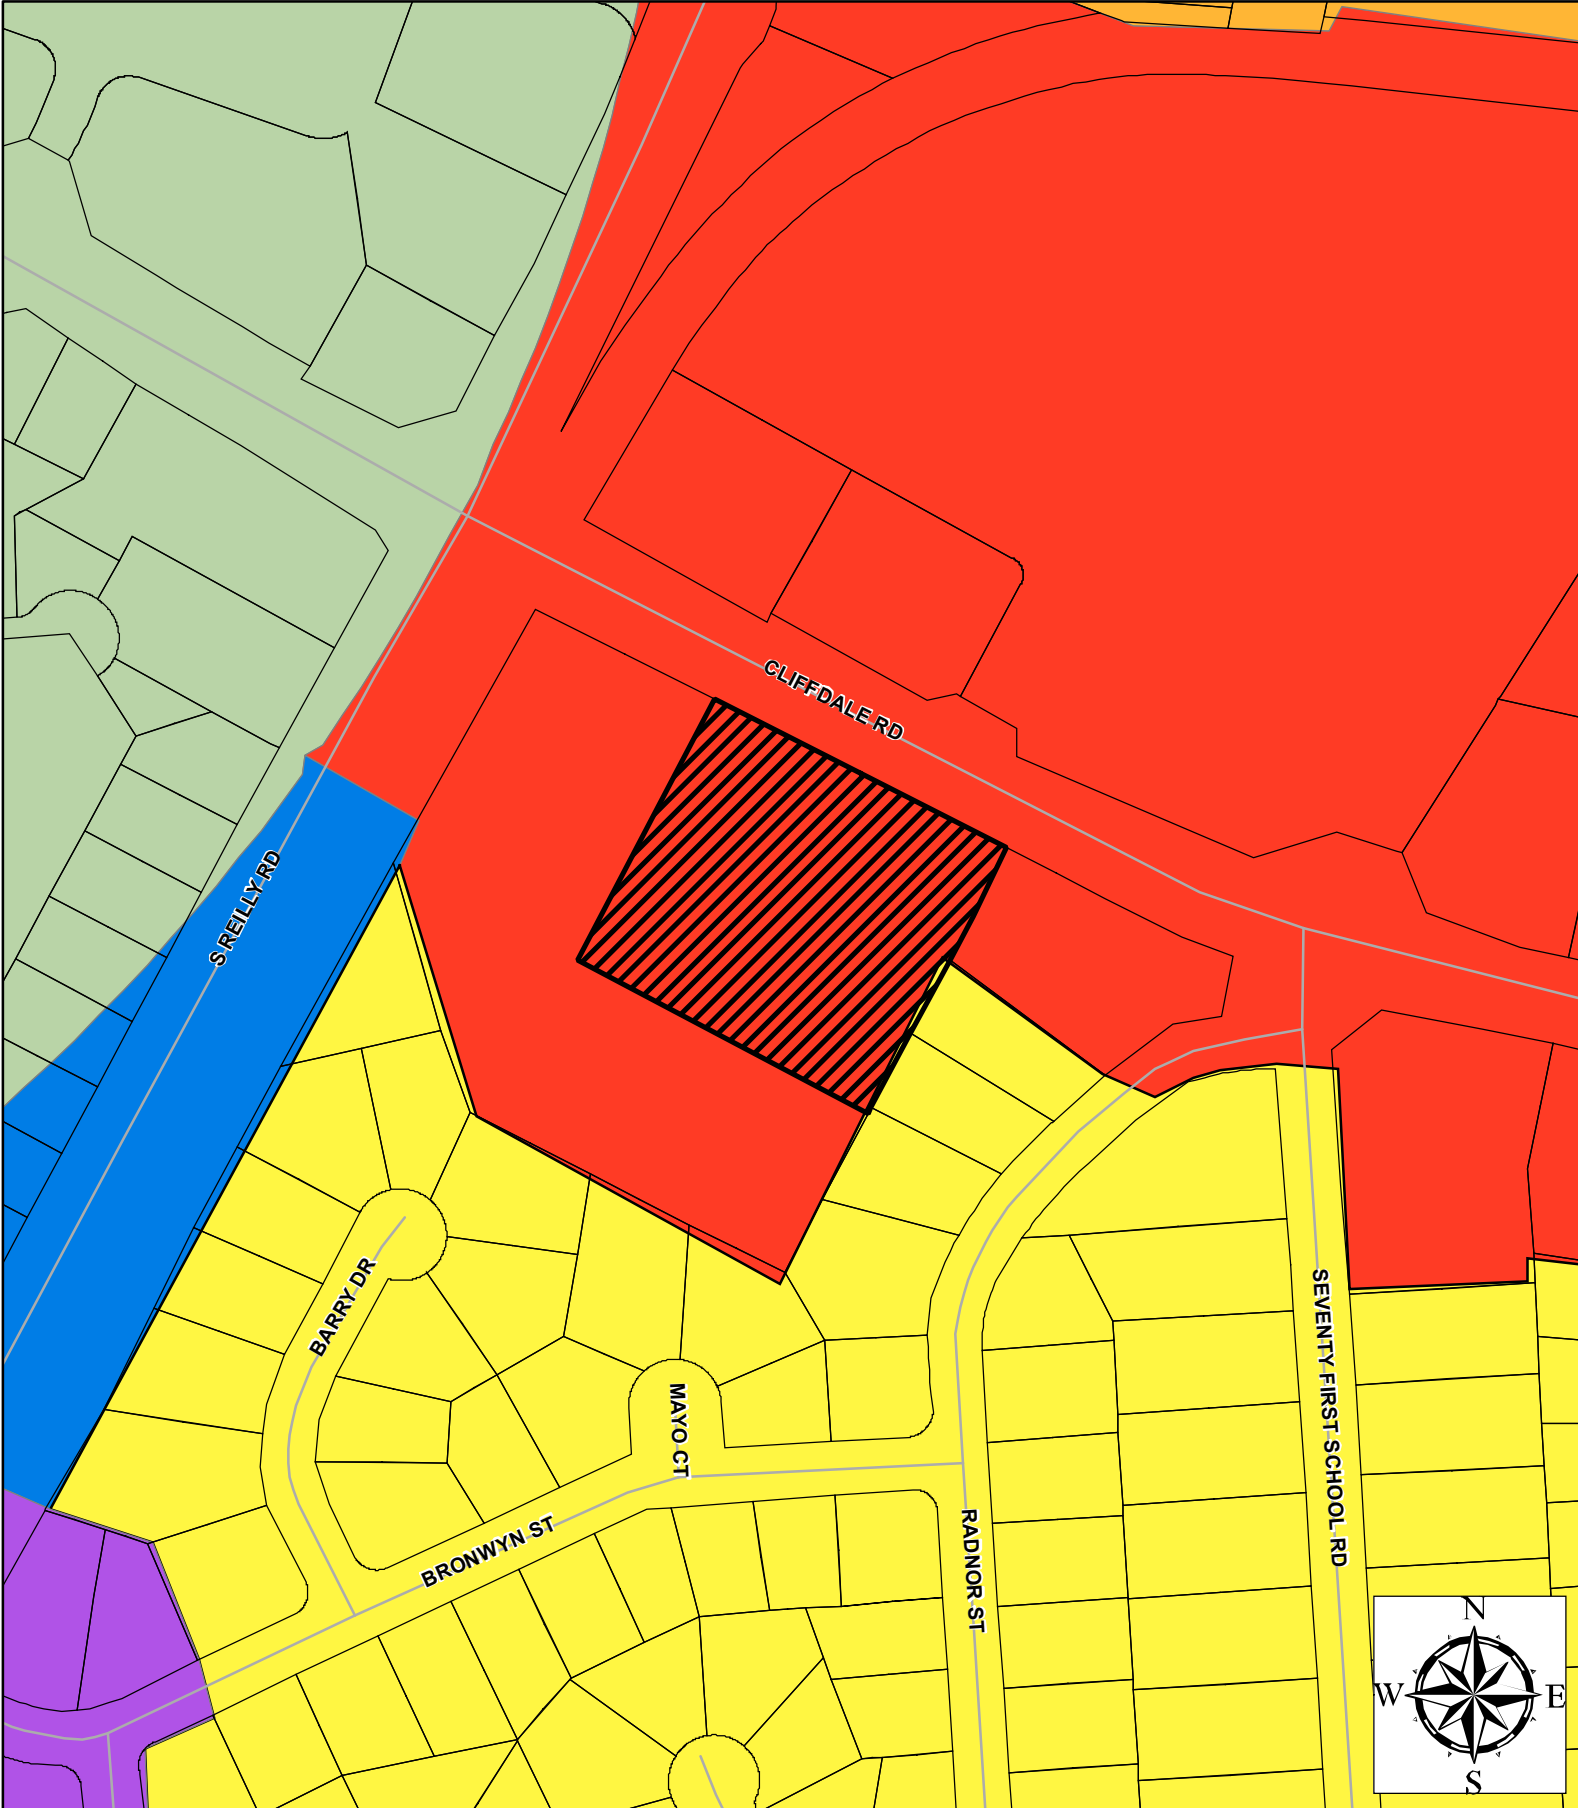 CLIFFDALE RD
S REILLY RD
BARRY DR
MAYO CT
SEVENTY FIRST SCHOOL RD
BRONWYN ST
RADNOR ST
N
W E
S